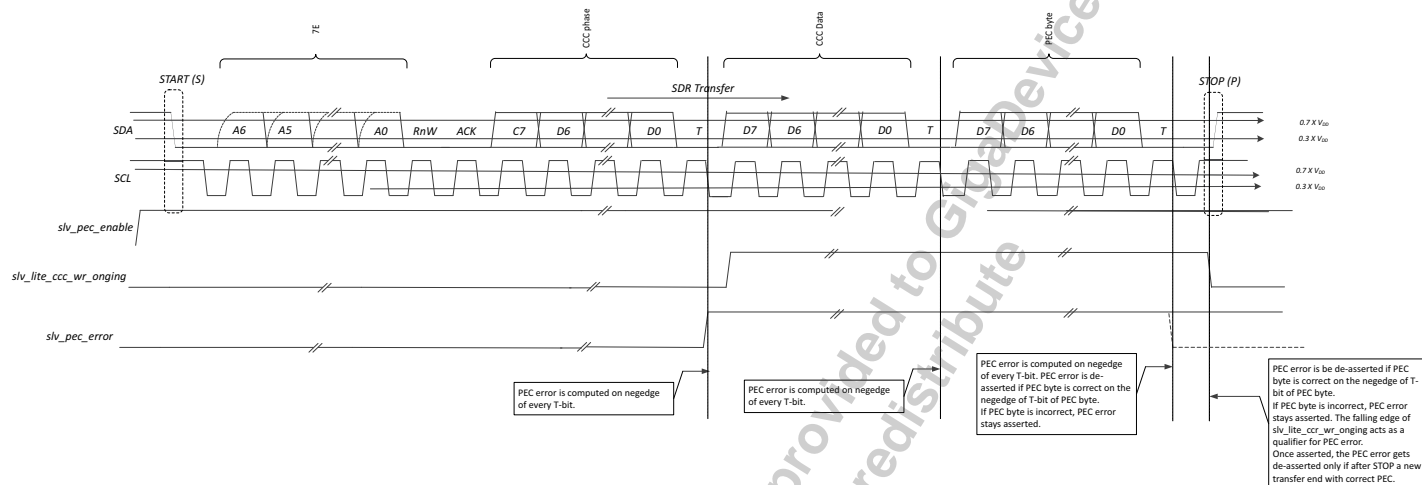 7E
CCC phase
CCC Data
PEC byte
START (S)
SDR Transfer
STOP (P)
SDA
A6
A5
A0
RnW
ACK
C7
D6
D0
T
D7
D6
D0
T
D7
D6
D0
T
0.7 X VDD
0.3 X VDD
SCL
0.7 X VDD
0.3 X VDD
slv_pec_enable
slv_lite_ccc_wr_onging
slv_pec_error
PEC error is computed on negedge
of every T-bit.
PEC error is computed on negedge
of every T-bit.
PEC error is computed on negedge
of every T-bit. PEC error is de-
asserted if PEC byte is correct on the
negedge of T-bit of PEC byte.
If PEC byte is incorrect, PEC error
stays asserted.
PEC error is be de-asserted if PEC
byte is correct on the negedge of T-
bit of PEC byte.
If PEC byte is incorrect, PEC error
stays asserted. The falling edge of
slv_lite_ccr_wr_onging acts as a
qualifier for PEC error.
Once asserted, the PEC error gets
de-asserted only if after STOP a new
transfer end with correct PEC.
provided to GigaDevice
redistribute